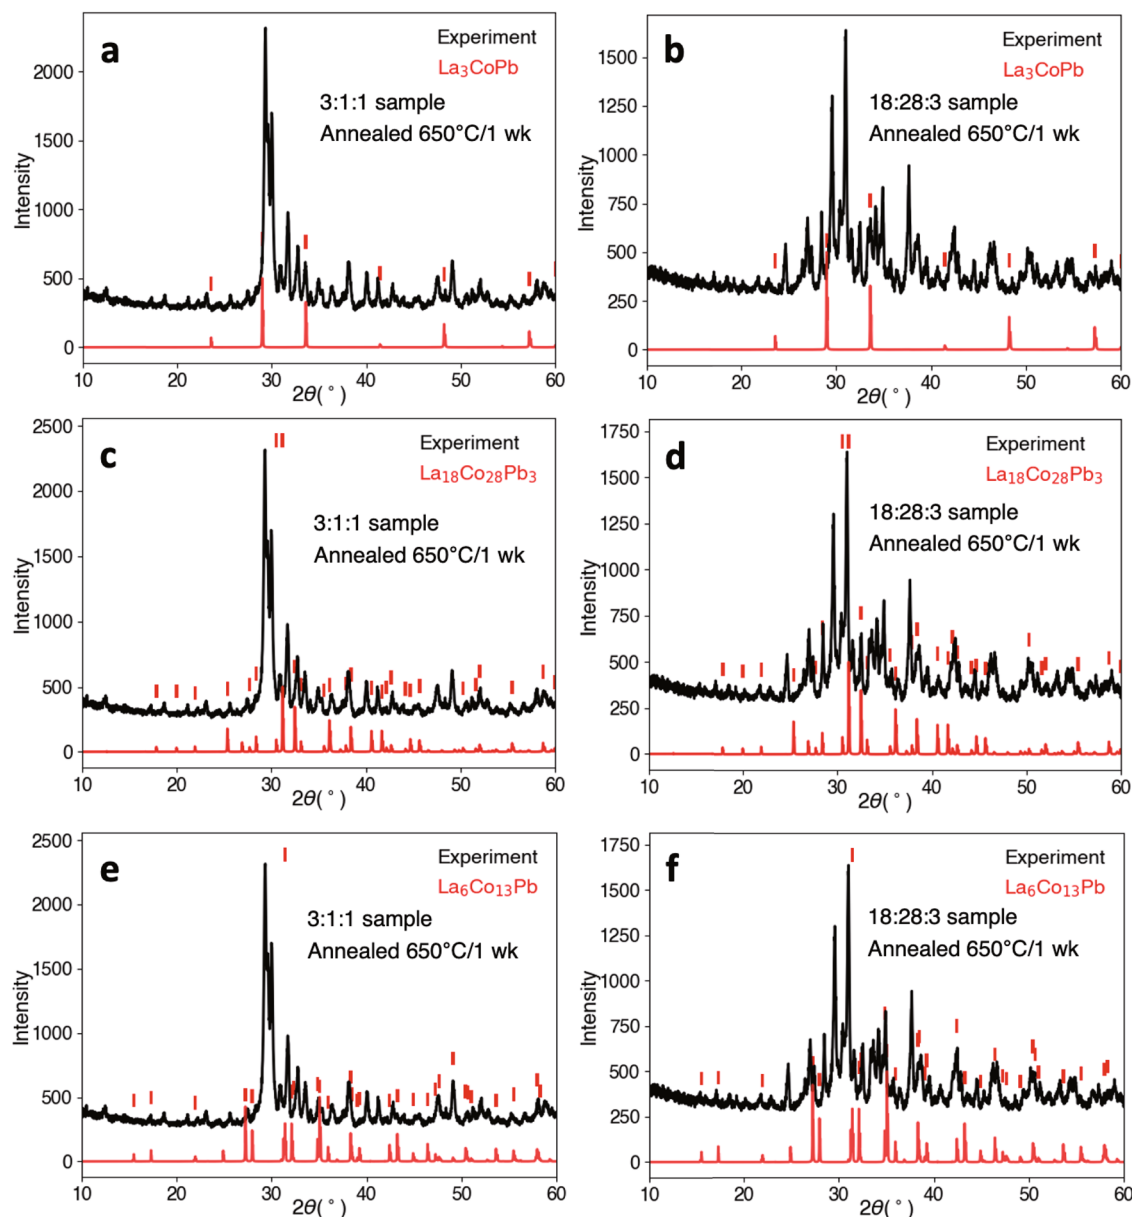 a
Experiment
La₃CoPb
3:1:1 sample
Annealed 650°C/1 wk
Intensity
2000
1500
1000
500
0
10 20 30 40 50 60
2θ(°)
b
Experiment
La₃CoPb
18:28:3 sample
Annealed 650°C/1 wk
Intensity
1500
1250
1000
750
500
250
0
10 20 30 40 50 60
2θ(°)
c
Experiment
La₁₈Co₂₈Pb₃
3:1:1 sample
Annealed 650°C/1 wk
Intensity
2500
2000
1500
1000
500
0
10 20 30 40 50 60
2θ(°)
d
Experiment
La₁₈Co₂₈Pb₃
18:28:3 sample
Annealed 650°C/1 wk
Intensity
1750
1500
1250
1000
750
500
250
0
10 20 30 40 50 60
2θ(°)
e
Experiment
La₆Co₁₃Pb
3:1:1 sample
Annealed 650°C/1 wk
Intensity
2500
2000
1500
1000
500
0
10 20 30 40 50 60
2θ(°)
f
Experiment
La₆Co₁₃Pb
18:28:3 sample
Annealed 650°C/1 wk
Intensity
1750
1500
1250
1000
750
500
250
0
10 20 30 40 50 60
2θ(°)